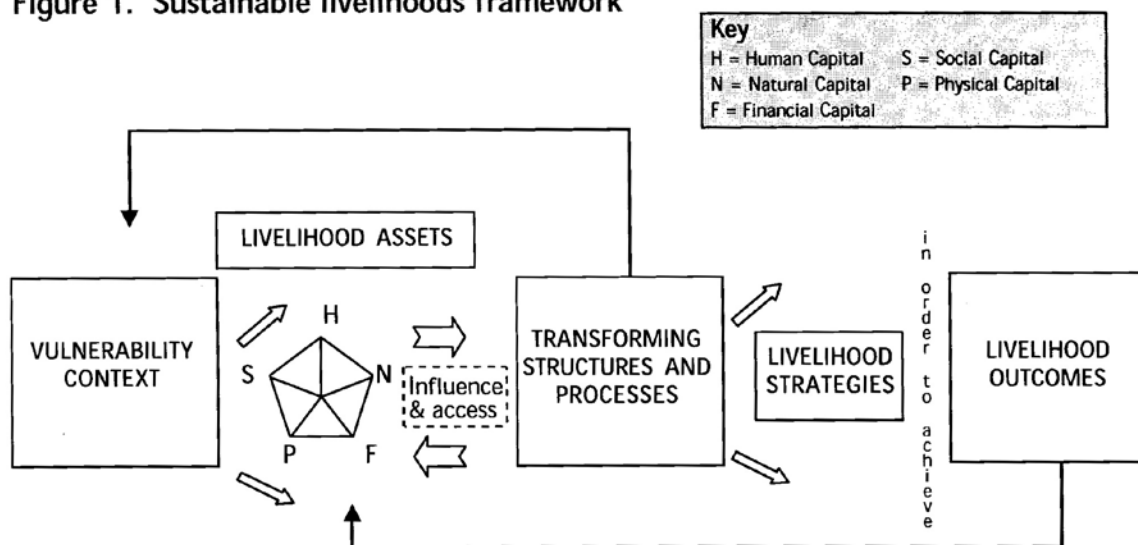 Figure 1. Sustainable livelihoods framework
Key
H = Human Capital S = Social Capital
N = Natural Capital P = Physical Capital
F = Financial Capital
LIVELIHOOD ASSETS
VULNERABILITY
CONTEXT
H
S
N
P
F
Influence
& access
TRANSFORMING
STRUCTURES AND
PROCESSES
LIVELIHOOD
STRATEGIES
in order to achieve
LIVELIHOOD
OUTCOMES